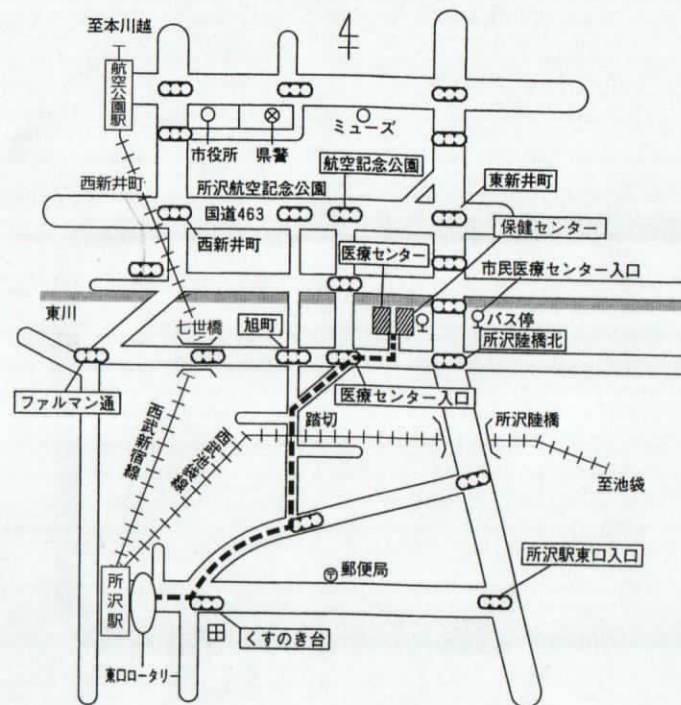 至本川越
航空公園駅
市役所
県警
ミューズ
航空記念公園
西新井町
所沢航空記念公園
東新井町
国道463
西新井町
保健センター
医療センター
市民医療センター入口
東川
七世橋
旭町
バス停
所沢陸橋北
ファルマン通
医療センター入口
踏切
所沢陸橋
西武新宿線
西武池袋線
至池袋
〒
郵便局
所沢駅東口入口
所沢駅
くすのき台
東口ロータリー